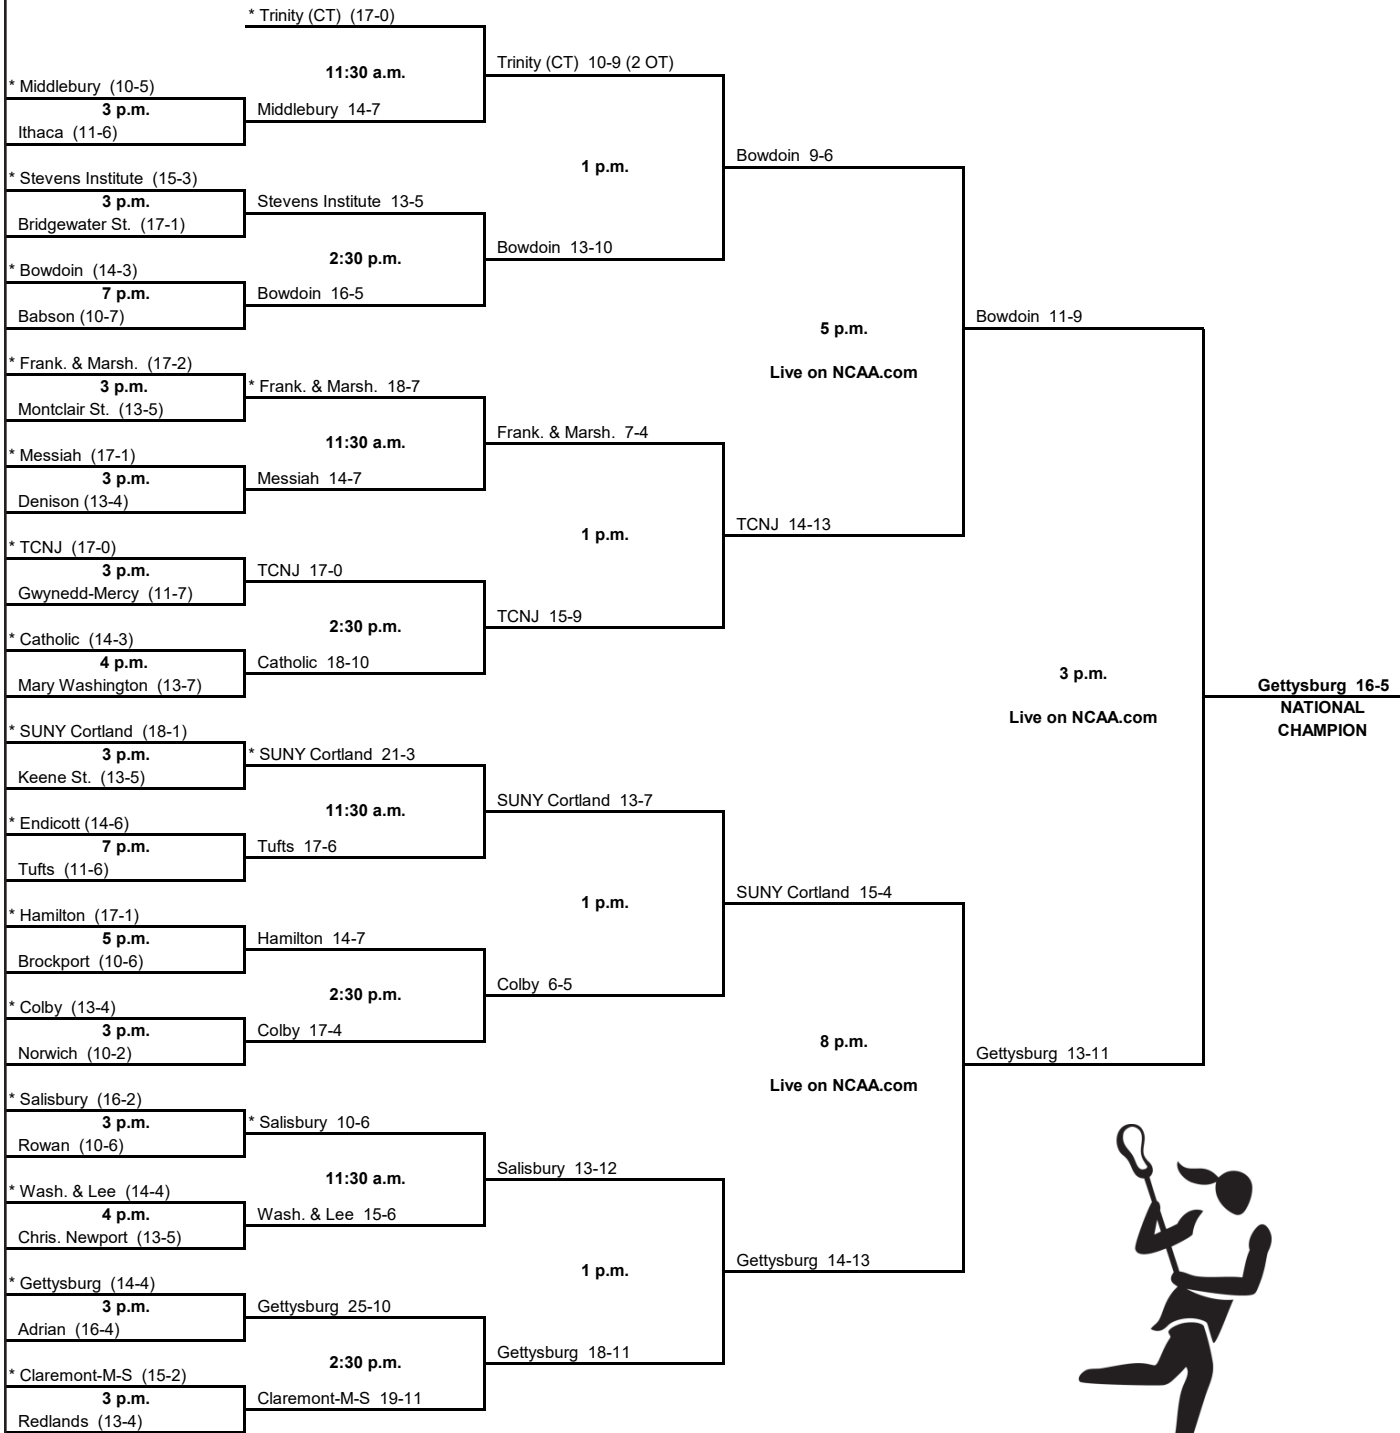 * Trinity (CT)  (17-0)
11:30 a.m.
Trinity (CT)  10-9 (2 OT)
* Middlebury  (10-5)
3 p.m.
Middlebury  14-7
Ithaca  (11-6)
1 p.m.
Bowdoin  9-6
* Stevens Institute  (15-3)
3 p.m.
Stevens Institute  13-5
Bridgewater St.  (17-1)
2:30 p.m.
Bowdoin  13-10
* Bowdoin  (14-3)
7 p.m.
Bowdoin  16-5
Babson (10-7)
5 p.m.
Live on NCAA.com
Bowdoin  11-9
* Frank. & Marsh.  (17-2)
3 p.m.
* Frank. & Marsh.  18-7
Montclair St.  (13-5)
11:30 a.m.
Frank. & Marsh.  7-4
* Messiah  (17-1)
3 p.m.
Messiah  14-7
Denison (13-4)
1 p.m.
TCNJ  14-13
* TCNJ  (17-0)
3 p.m.
TCNJ  17-0
Gwynedd-Mercy  (11-7)
2:30 p.m.
TCNJ  15-9
* Catholic  (14-3)
4 p.m.
Catholic  18-10
Mary Washington  (13-7)
3 p.m.
Live on NCAA.com
Gettysburg  16-5
NATIONAL
CHAMPION
* SUNY Cortland  (18-1)
3 p.m.
* SUNY Cortland  21-3
Keene St.  (13-5)
11:30 a.m.
SUNY Cortland  13-7
* Endicott (14-6)
7 p.m.
Tufts  17-6
Tufts  (11-6)
1 p.m.
SUNY Cortland  15-4
* Hamilton  (17-1)
5 p.m.
Hamilton  14-7
Brockport  (10-6)
2:30 p.m.
Colby  6-5
* Colby  (13-4)
3 p.m.
Colby  17-4
Norwich  (10-2)
8 p.m.
Live on NCAA.com
Gettysburg  13-11
* Salisbury  (16-2)
3 p.m.
* Salisbury  10-6
Rowan  (10-6)
11:30 a.m.
Salisbury  13-12
* Wash. & Lee  (14-4)
4 p.m.
Wash. & Lee  15-6
Chris. Newport  (13-5)
1 p.m.
Gettysburg  14-13
* Gettysburg  (14-4)
3 p.m.
Gettysburg  25-10
Adrian  (16-4)
2:30 p.m.
Gettysburg  18-11
* Claremont-M-S  (15-2)
3 p.m.
Claremont-M-S  19-11
Redlands  (13-4)